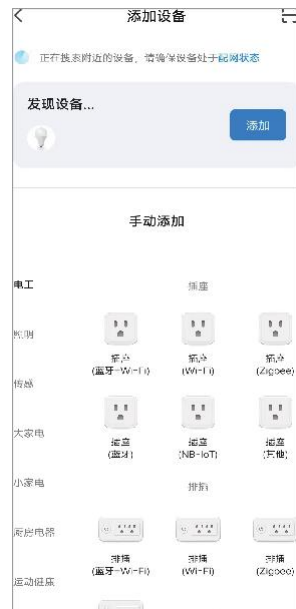 添加设备
正在搜索附近的设备，请确保设备处于配网状态
发现设备...
添加
手动添加
电工
插座
照明
插座
(蓝牙-Wi-Fi)
插座
(Wi-Fi)
插座
(Zigbee)
传感
大家电
插座
(蓝牙)
插座
(NB-IoT)
插座
(其他)
小家电
排插
厨房电器
排插
(蓝牙-Wi-Fi)
排插
(Wi-Fi)
排插
(Zigbee)
运动健康